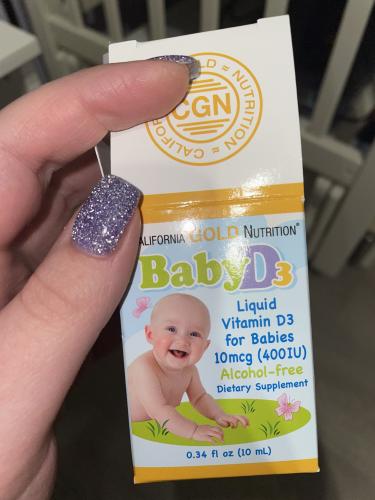 CALIFORNIA GOLD = NUTRITION =
CGN
CALIFORNIA GOLD NUTRITION®
BabyD3
Liquid
Vitamin D3
for Babies
10mcg (400IU)
Alcohol-free
Dietary Supplement
0.34 fl oz (10 mL)